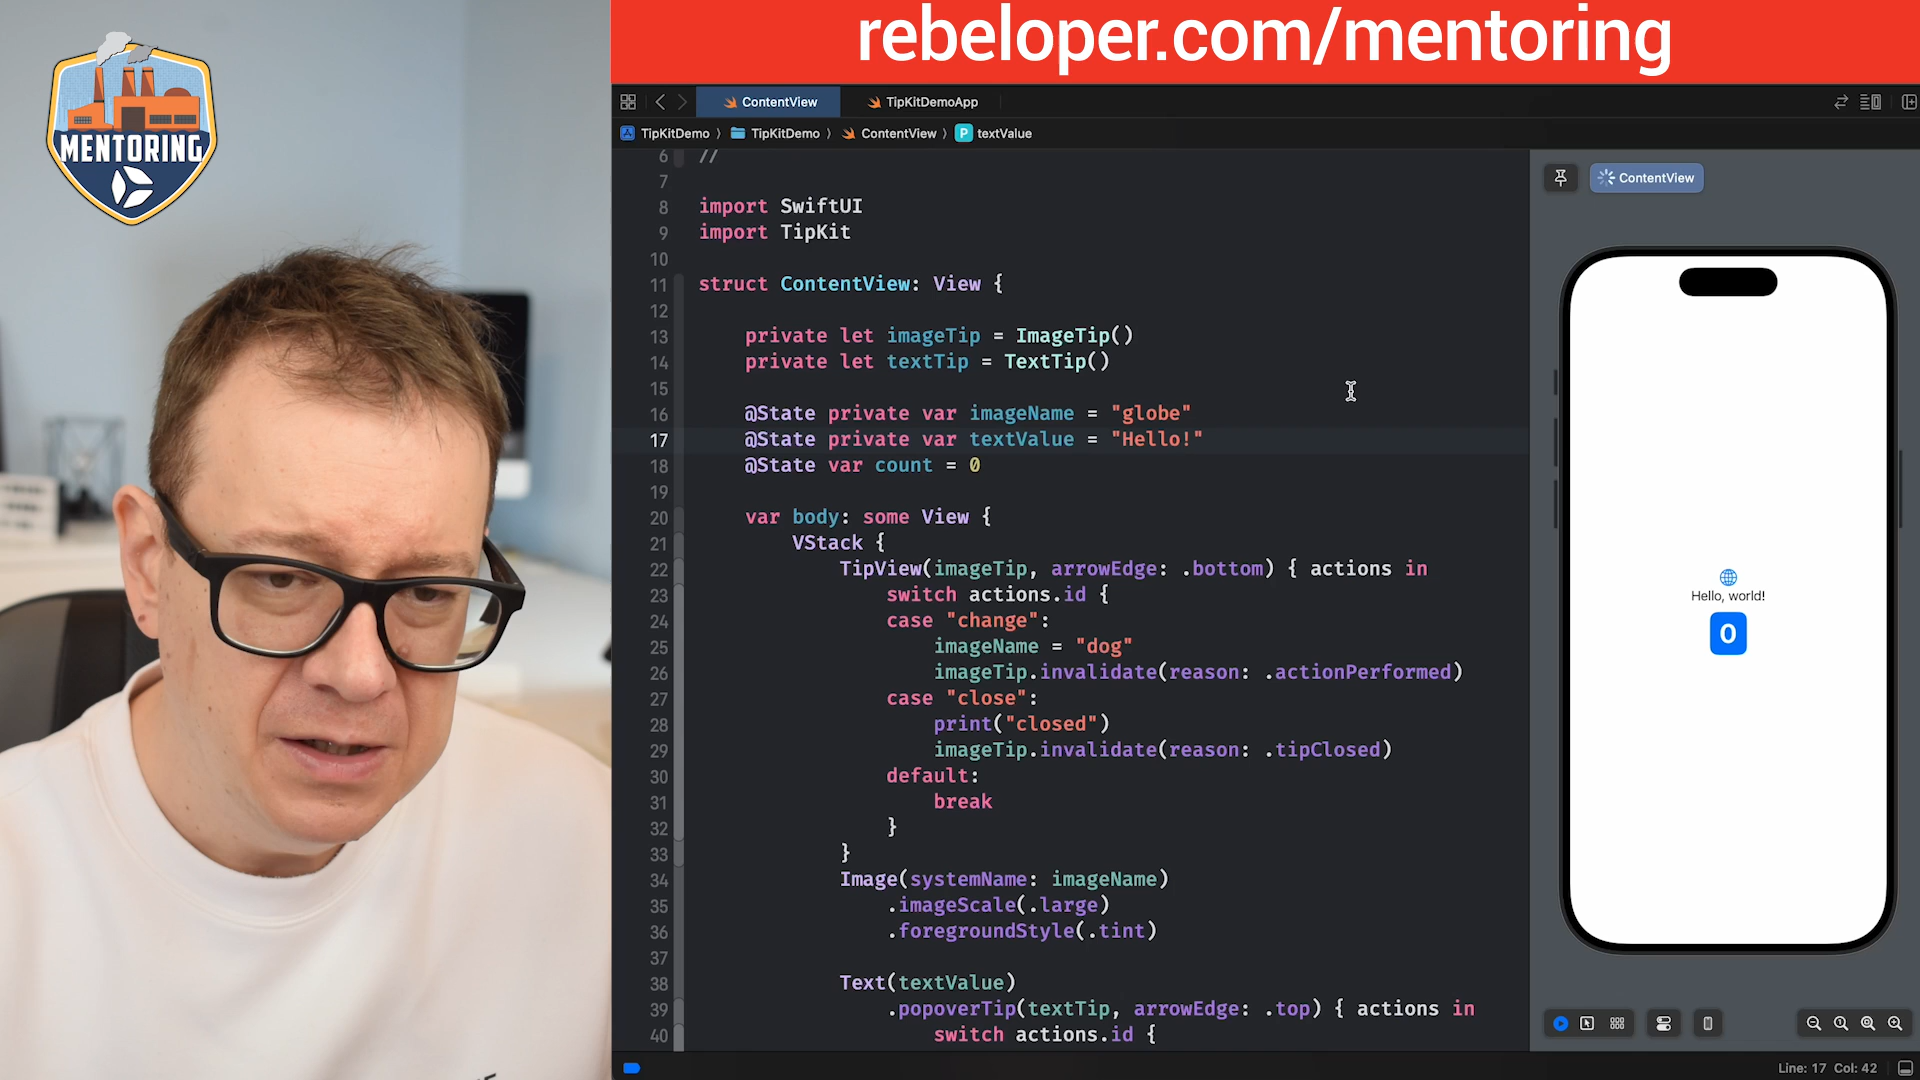 rebeloper.com/mentoring
MENTORING
ContentView
TipKitDemoApp
TipKitDemo 〉 TipKitDemo 〉 ContentView 〉 P textValue
6 //
7
8 import SwiftUI
9 import TipKit
10
11 struct ContentView: View {
12
13 private let imageTip = ImageTip()
14 private let textTip = TextTip()
15
16 @State private var imageName = "globe"
17 @State private var textValue = "Hello!"
18 @State var count = 0
19
20 var body: some View {
21 VStack {
22 TipView(imageTip, arrowEdge: .bottom) { actions in
23 switch actions.id {
24 case "change":
25 imageName = "dog"
26 imageTip.invalidate(reason: .actionPerformed)
27 case "close":
28 print("closed")
29 imageTip.invalidate(reason: .tipClosed)
30 default:
31 break
32 }
33 }
34 Image(systemName: imageName)
35 .imageScale(.large)
36 .foregroundStyle(.tint)
37
38 Text(textValue)
39 .popoverTip(textTip, arrowEdge: .top) { actions in
40 switch actions.id {
ContentView
Hello, world!
0
Line: 17 Col: 42